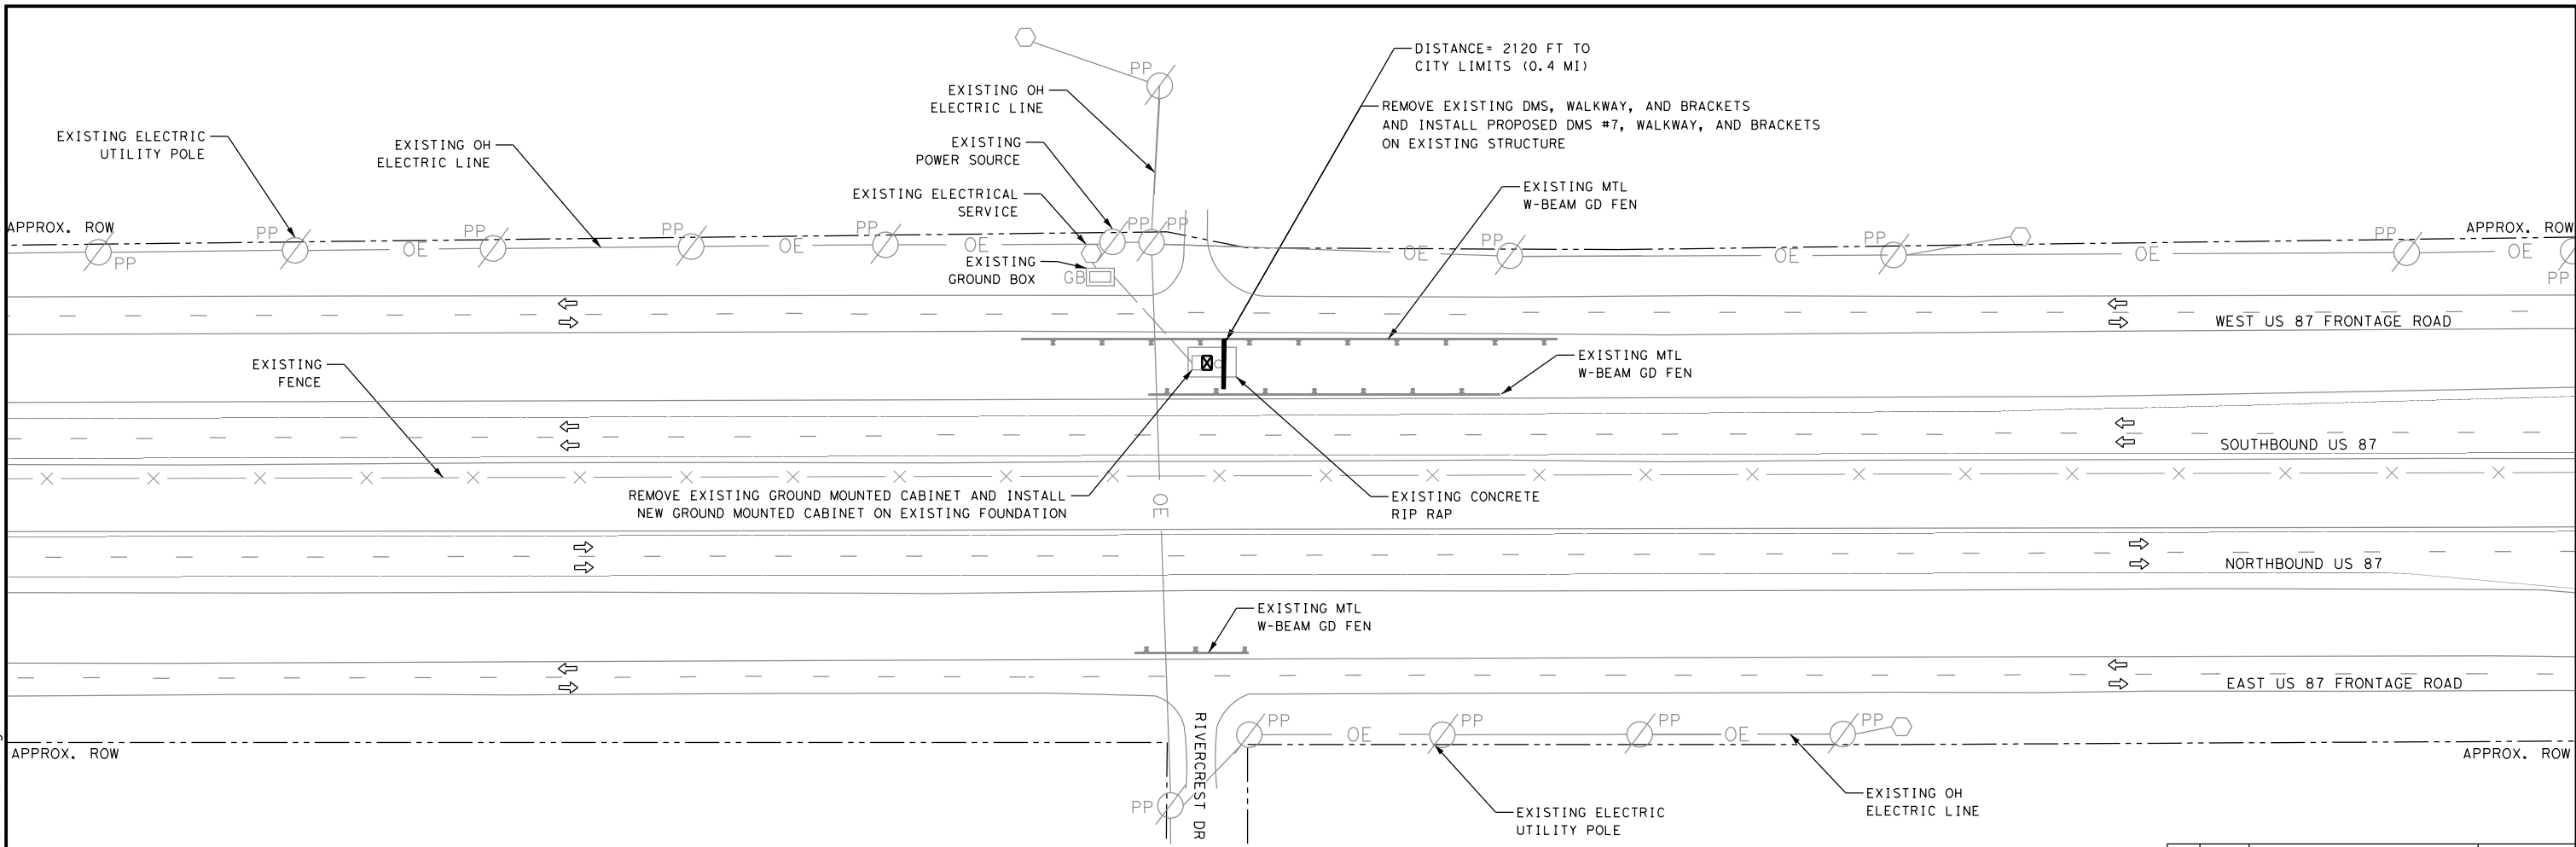 DISTANCE= 2120 FT TO
CITY LIMITS (0.4 MI)
PP
EXISTING OH
ELECTRIC LINE
REMOVE EXISTING DMS, WALKWAY, AND BRACKETS
AND INSTALL PROPOSED DMS #7, WALKWAY, AND BRACKETS
ON EXISTING STRUCTURE
EXISTING ELECTRIC
UTILITY POLE
EXISTING OH
ELECTRIC LINE
EXISTING
POWER SOURCE
EXISTING ELECTRICAL
SERVICE
EXISTING MTL
W-BEAM GD FEN
APPROX. ROW
PP
PP
PP
PP
PP
PP
PP
PP
PP
PP
APPROX. ROW
OE
OE
OE
OE
OE
OE
OE
PP
EXISTING
GROUND BOX
GB
WEST US 87 FRONTAGE ROAD
EXISTING
FENCE
EXISTING MTL
W-BEAM GD FEN
SOUTHBOUND US 87
REMOVE EXISTING GROUND MOUNTED CABINET AND INSTALL
NEW GROUND MOUNTED CABINET ON EXISTING FOUNDATION
OE
EXISTING CONCRETE
RIP RAP
NORTHBOUND US 87
EXISTING MTL
W-BEAM GD FEN
EAST US 87 FRONTAGE ROAD
RIVERCREST DR
PP
OE
PP
PP
OE
PP
APPROX. ROW
APPROX. ROW
PP
EXISTING ELECTRIC
UTILITY POLE
EXISTING OH
ELECTRIC LINE